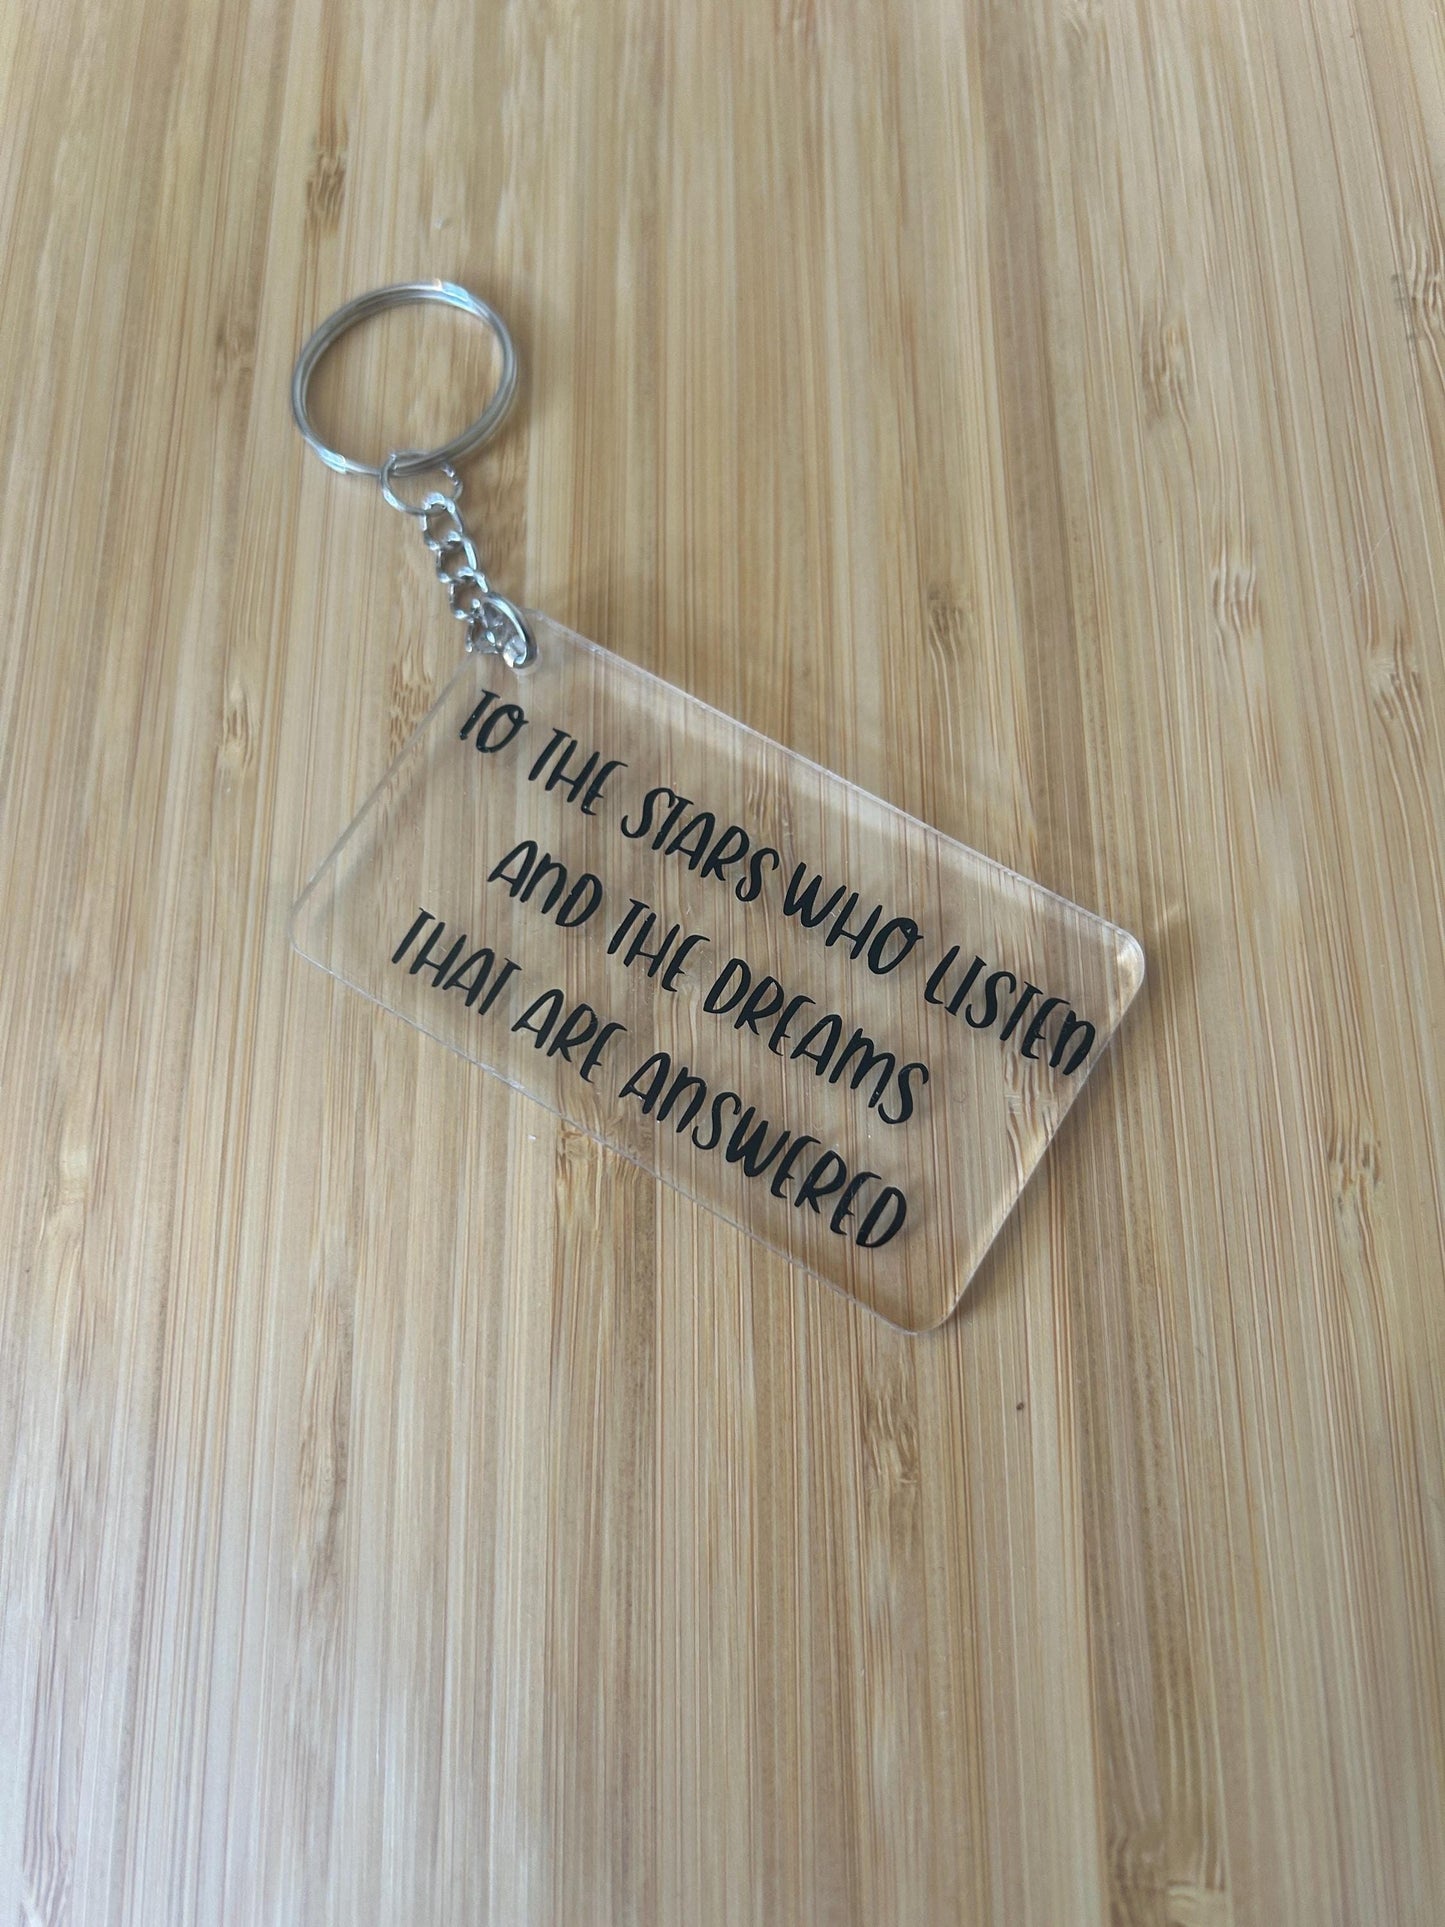 TO THE STARS WHO LISTEN
AND THE DREAMS
THAT ARE ANSWERED